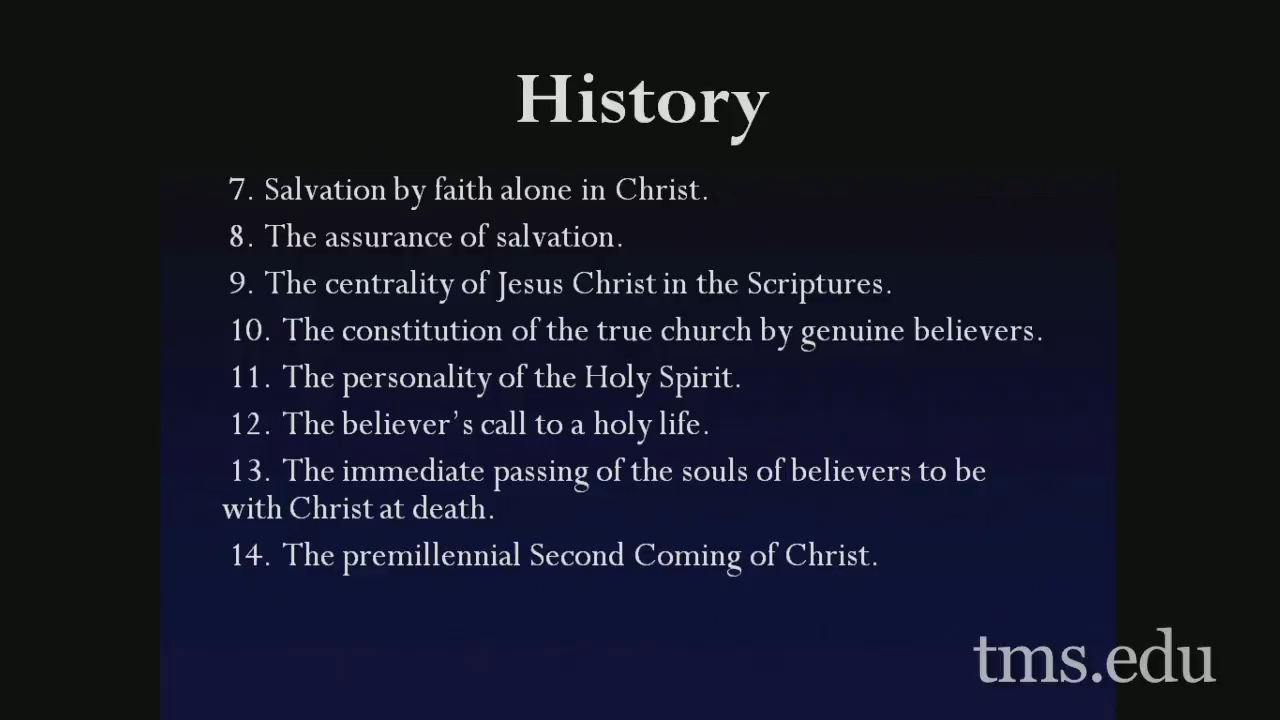 History
7. Salvation by faith alone in Christ.
8. The assurance of salvation.
9. The centrality of Jesus Christ in the Scriptures.
10. The constitution of the true church by genuine believers.
11. The personality of the Holy Spirit.
12. The believer's call to a holy life.
13. The immediate passing of the souls of believers to be
with Christ at death.
14. The premillennial Second Coming of Christ.
tms.edu